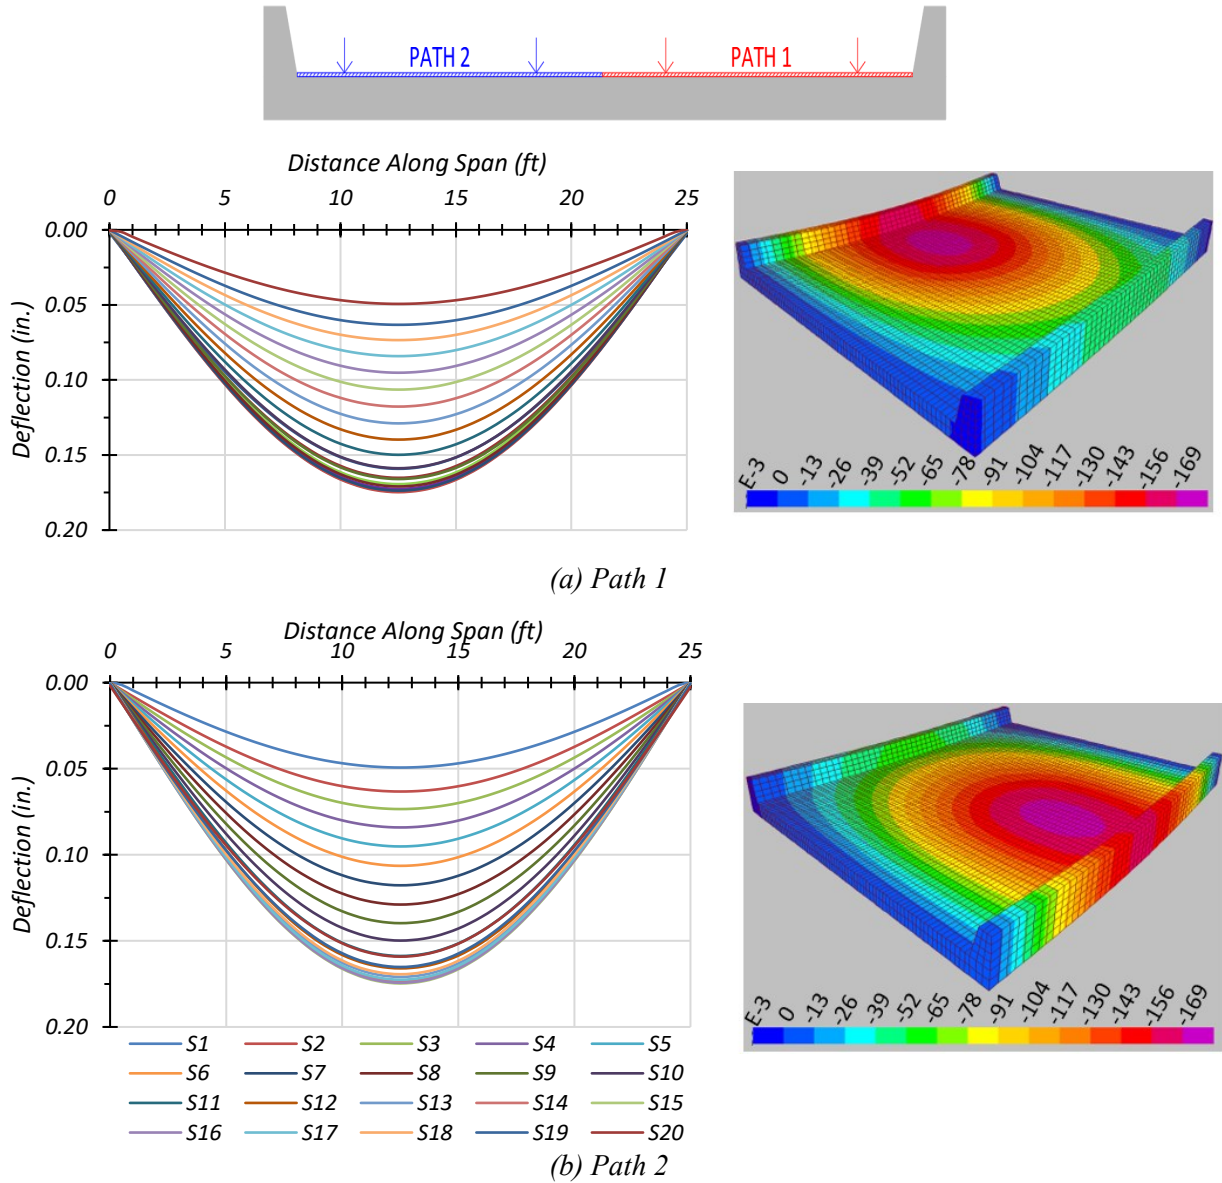 PATH 2 PATH 1
Distance Along Span (ft)
0 5 10 15 20 25
0.00
0.05
0.10
0.15
0.20
Deflection (in.)
E-3 0 -13 -26 -39 -52 -65 -78 -91 -104 -117 -130 -143 -156 -169
(a) Path 1
Distance Along Span (ft)
0 5 10 15 20 25
0.00
0.05
0.10
0.15
0.20
Deflection (in.)
E-3 0 -13 -26 -39 -52 -65 -78 -91 -104 -117 -130 -143 -156 -169
S1 S2 S3 S4 S5
S6 S7 S8 S9 S10
S11 S12 S13 S14 S15
S16 S17 S18 S19 S20
(b) Path 2